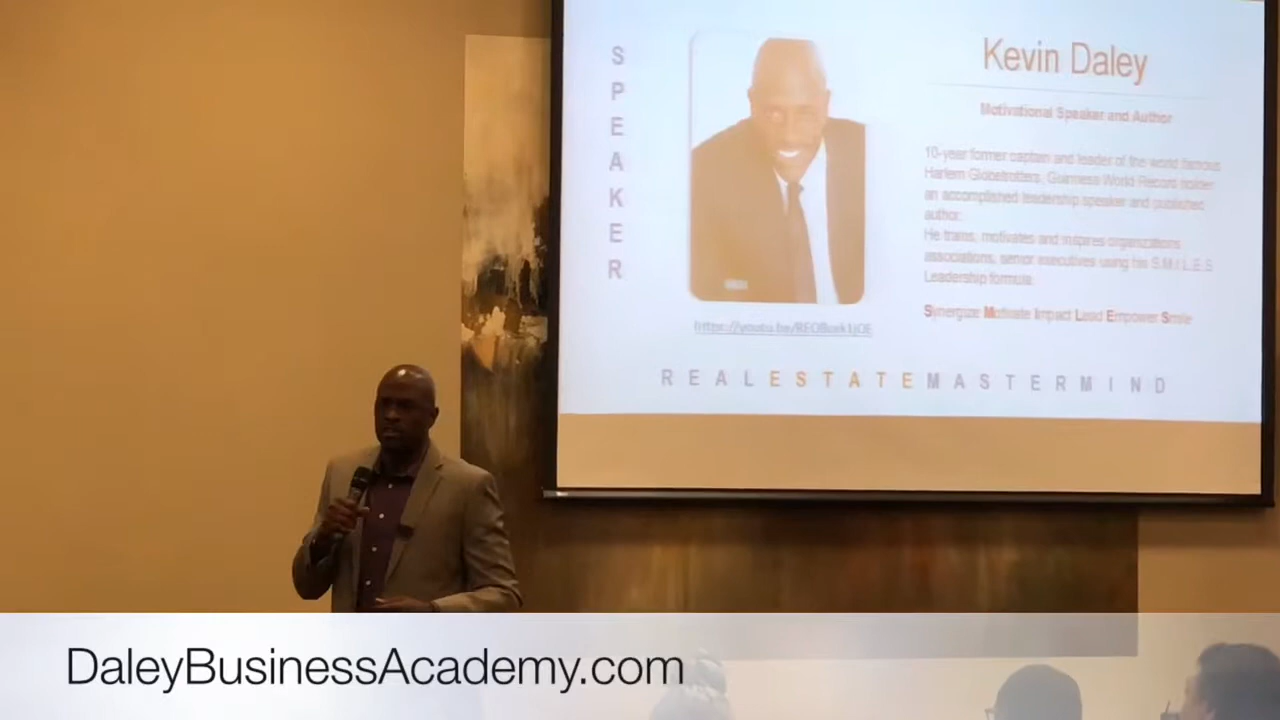 SPEAKER
Kevin Daley
Motivational Speaker and Author
10-year former captain and leader of the world famous
Harlem Globetrotters, Guinness World Record holder
an accomplished leadership speaker and published
author.
He trains, motivates and inspires organizations
associations, senior executives using his S.M.I.L.E.S
Leadership formula:
Synergize Motivate Impact Lead Empower Smile
REALESTATEMASTERMIND
DaleyBusinessAcademy.com